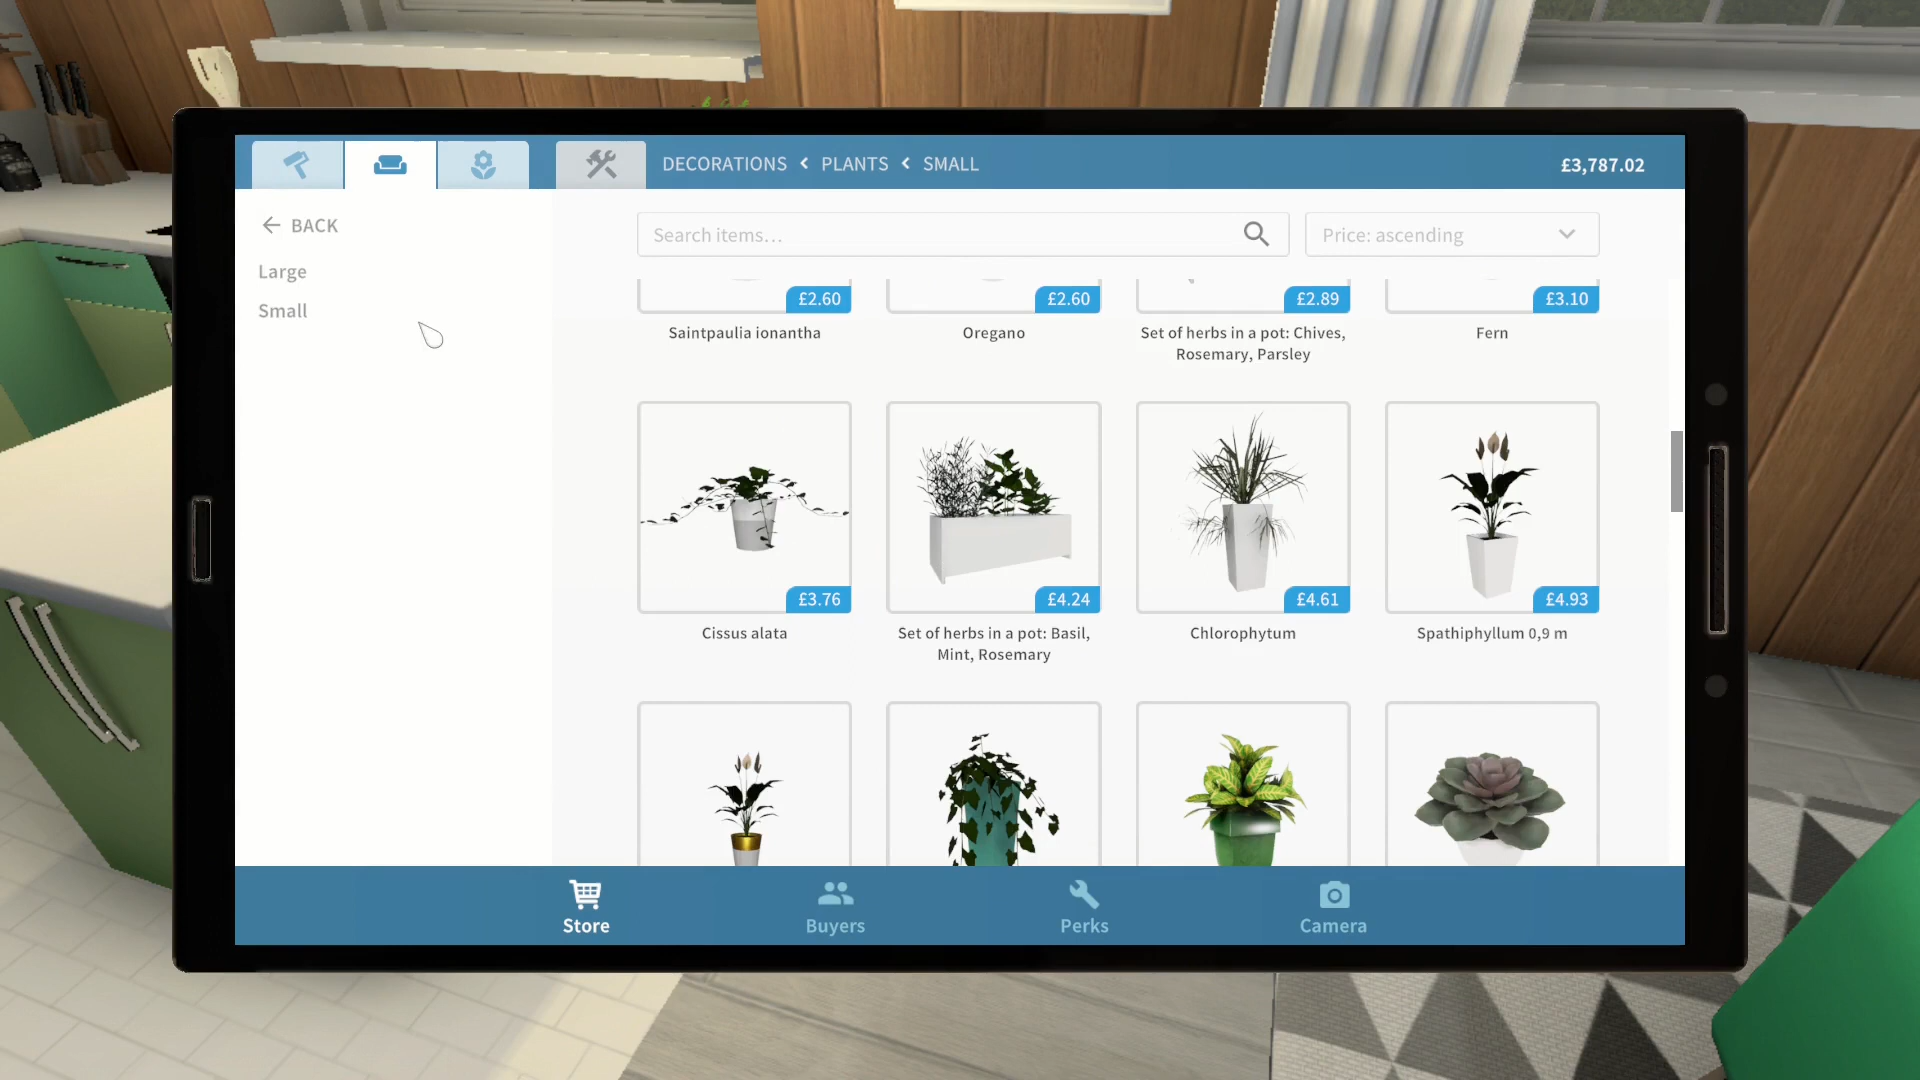 DECORATIONS < PLANTS < SMALL
£3,787.02
BACK
Large
Small
Search items...
Price: ascending
£2.60
£2.60
£2.89
£3.10
Saintpaulia ionantha
Oregano
Set of herbs in a pot: Chives,
Rosemary, Parsley
Fern
£3.76
£4.24
£4.61
£4.93
Cissus alata
Set of herbs in a pot: Basil,
Mint, Rosemary
Chlorophytum
Spathiphyllum 0,9 m
Store
Buyers
Perks
Camera